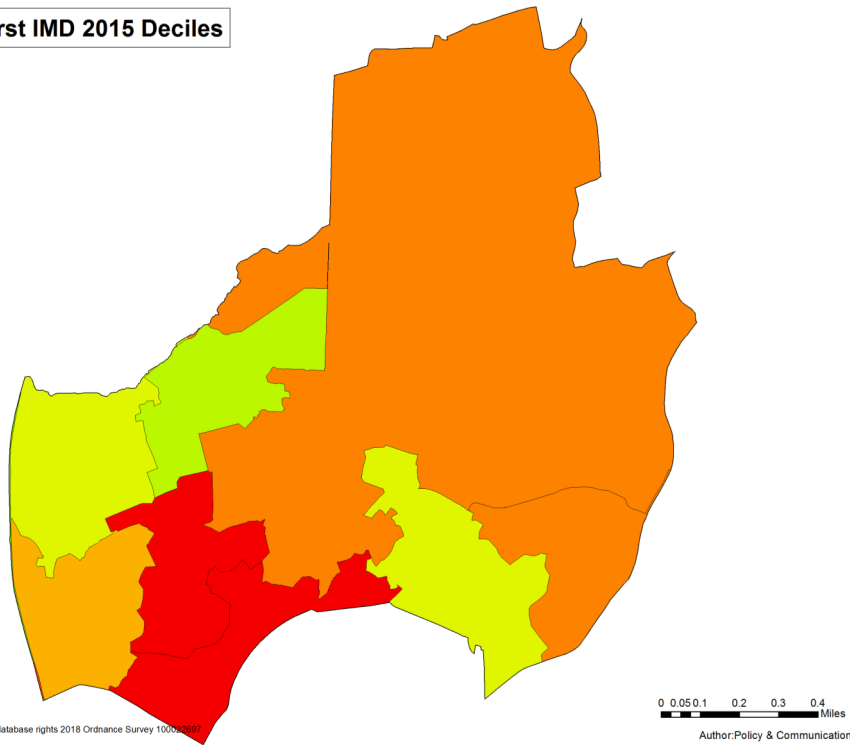 rst IMD 2015 Deciles
0 0.05 0.1 0.2 0.3 0.4
Miles
database rights 2018 Ordnance Survey 100022697
Author:Policy & Communication